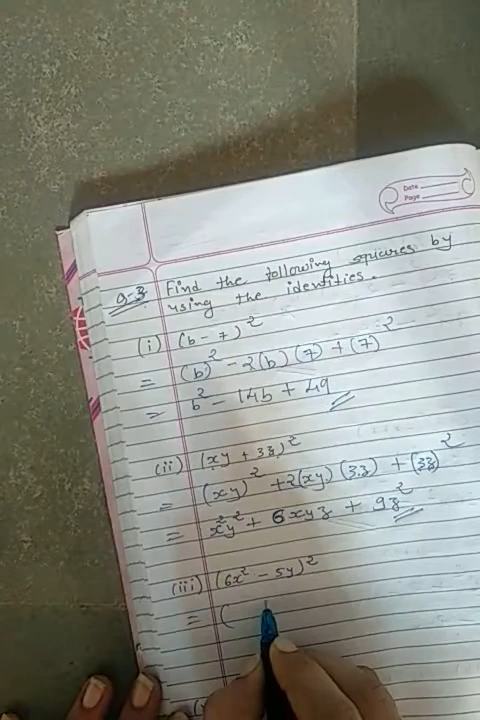 Date
Page
Q-3 Find the following squares by
using the identities.
(i) (b - 7)²
= (b)² - 2(b)(7) + (7)²
= b² - 14b + 49
(ii) (xy + 3z)²
= (xy)² + 2(xy)(3z) + (3z)²
= x²y² + 6xyz + 9z²
(iii) (6x² - 5y)²
= (